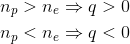 n_p > n_e ⇒ q > 0
n_p < n_e ⇒ q < 0